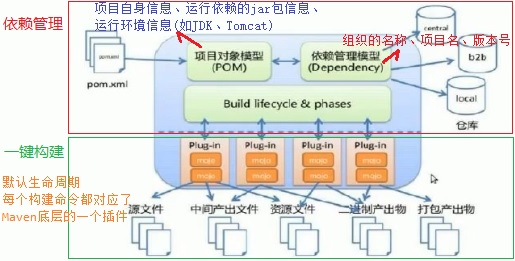 依赖管理
项目自身信息、运行依赖的jar包信息、
运行环境信息(如JDK、Tomcat)
组织的名称、项目名、版本号
pom.xml
pom.xml
项目对象模型
(POM)
依赖管理模型
(Dependency)
central
b2b
local
仓库
Build lifecycle & phases
一键构建
Plug-in
mojo
mojo
Plug-in
mojo
mojo
Plug-in
mojo
mojo
Plug-in
mojo
mojo
默认生命周期
每个构建命令都对应了
Maven底层的一个插件
源文件
中间产出文件
资源文件
二进制产出物
打包产出物